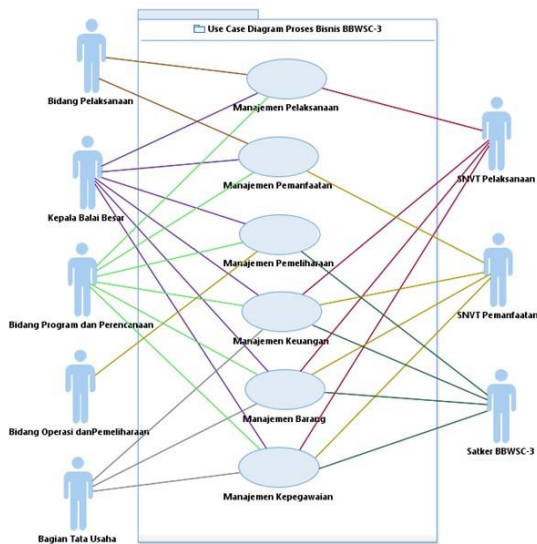 Use Case Diagram Proses Bisnis BBWSC-3
Bidang Pelaksanaan
Manajemen Pelaksanaan
Kepala Balai Besar
Manajemen Pemanfaatan
SNVT Pelaksanaan
Manajemen Pemeliharaan
Bidang Program dan Perencanaan
Manajemen Keuangan
SNVT Pemanfaatan
Bidang Operasi danPemeliharaan
Manajemen Barang
Satker BBWSC-3
Manajemen Kepegawaian
Bagian Tata Usaha